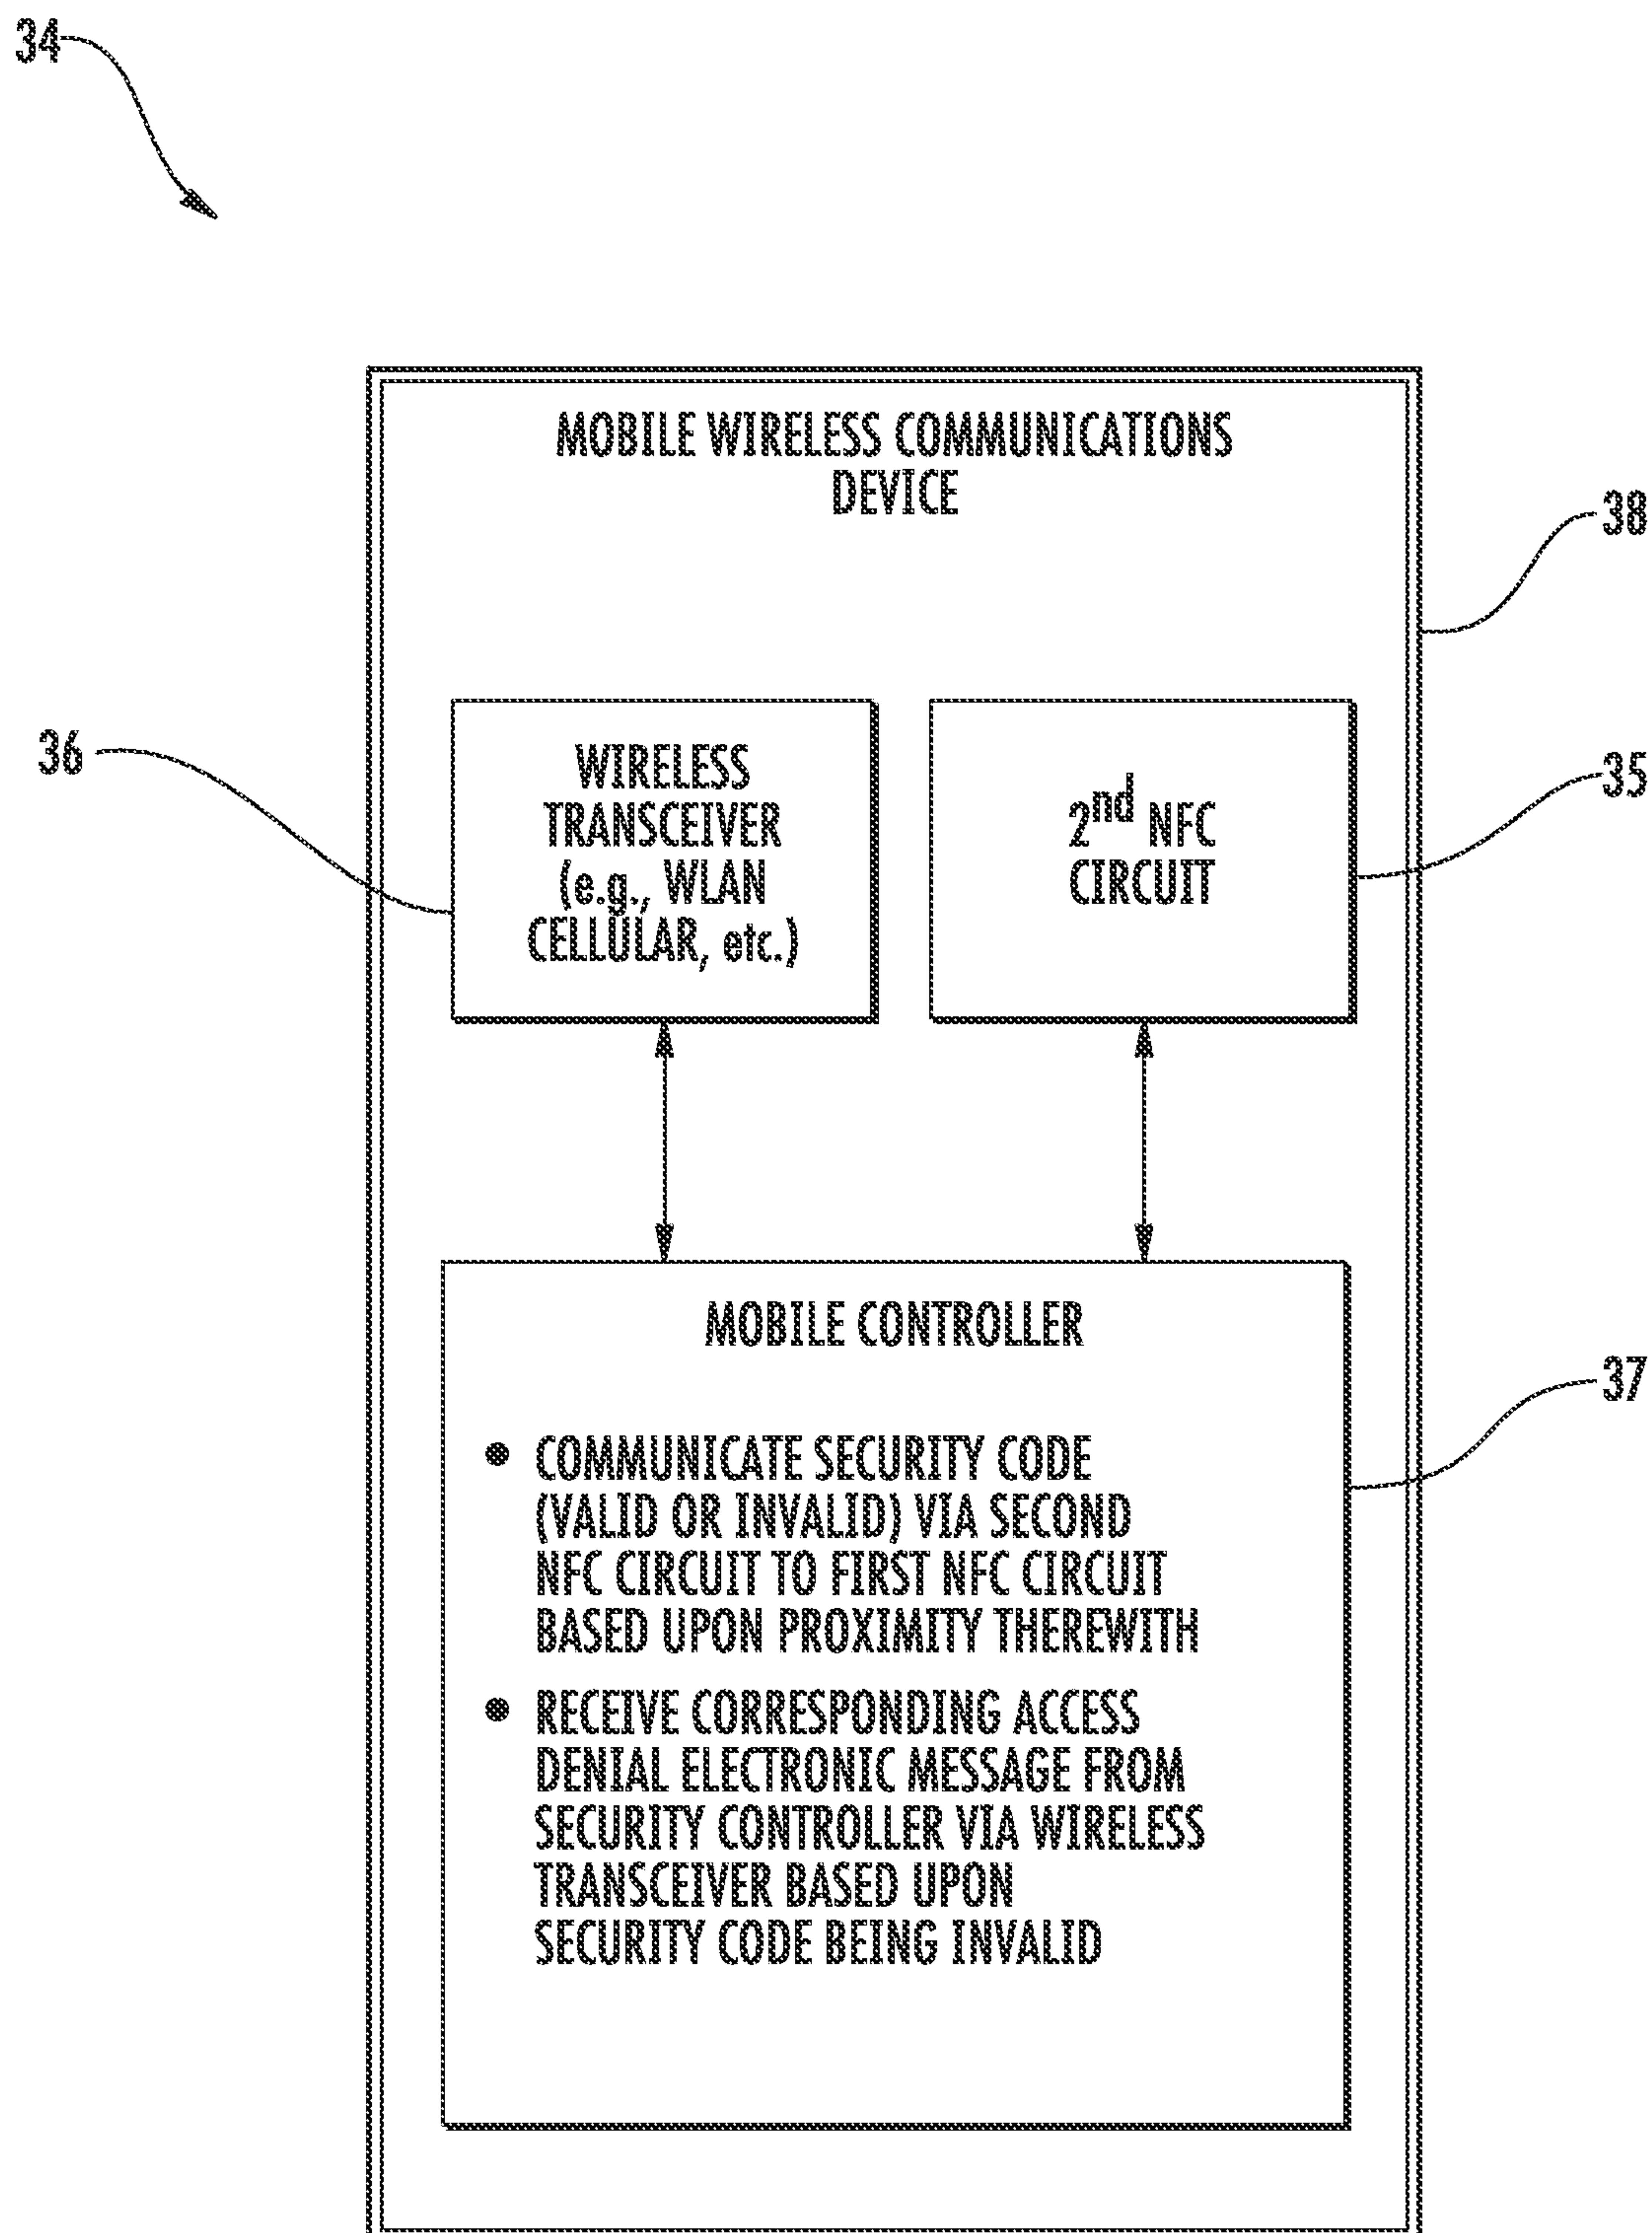 34
MOBILE WIRELESS COMMUNICATIONS
DEVICE
38
36
WIRELESS
TRANSCEIVER
(e.g., WLAN
CELLULAR, etc.)
2nd NFC
CIRCUIT
35
MOBILE CONTROLLER
37
• COMMUNICATE SECURITY CODE
(VALID OR INVALID) VIA SECOND
NFC CIRCUIT TO FIRST NFC CIRCUIT
BASED UPON PROXIMITY THEREWITH
• RECEIVE CORRESPONDING ACCESS
DENIAL ELECTRONIC MESSAGE FROM
SECURITY CONTROLLER VIA WIRELESS
TRANSCEIVER BASED UPON
SECURITY CODE BEING INVALID